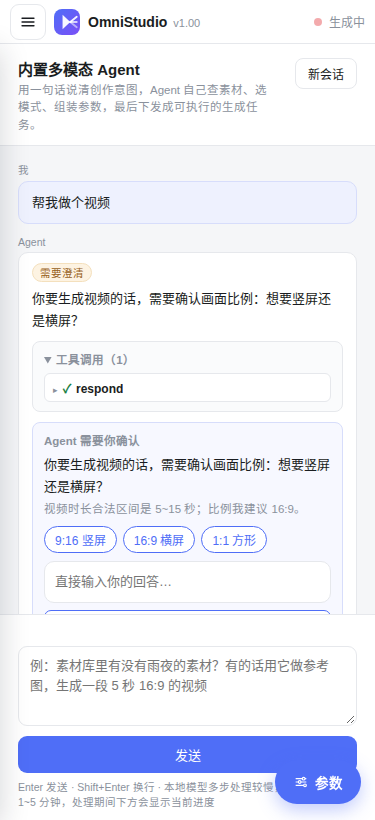 OmniStudio v1.00
生成中
内置多模态 Agent
新会话
用一句话说清创作意图，Agent 自己查素材、选
模式、组装参数，最后下发成可执行的生成任
务。
我
帮我做个视频
Agent
需要澄清
你要生成视频的话，需要确认画面比例：想要竖屏还
是横屏？
▼ 工具调用（1）
▸ ✓ respond
Agent 需要你确认
你要生成视频的话，需要确认画面比例：想要竖屏
还是横屏？
视频时长合法区间是 5~15 秒；比例我建议 16:9。
9:16 竖屏
16:9 横屏
1:1 方形
直接输入你的回答…
例：素材库里有没有雨夜的素材？有的话用它做参考
图，生成一段 5 秒 16:9 的视频
发送
Enter 发送 · Shift+Enter 换行 · 本地模型多步处理较慢
1~5 分钟，处理期间下方会显示当前进度
参数